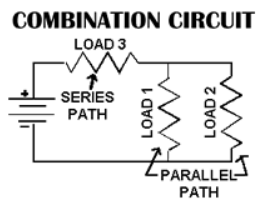 COMBINATION CIRCUIT
LOAD 3
+
SERIES
PATH
LOAD 1
LOAD 2
PARALLEL
PATH